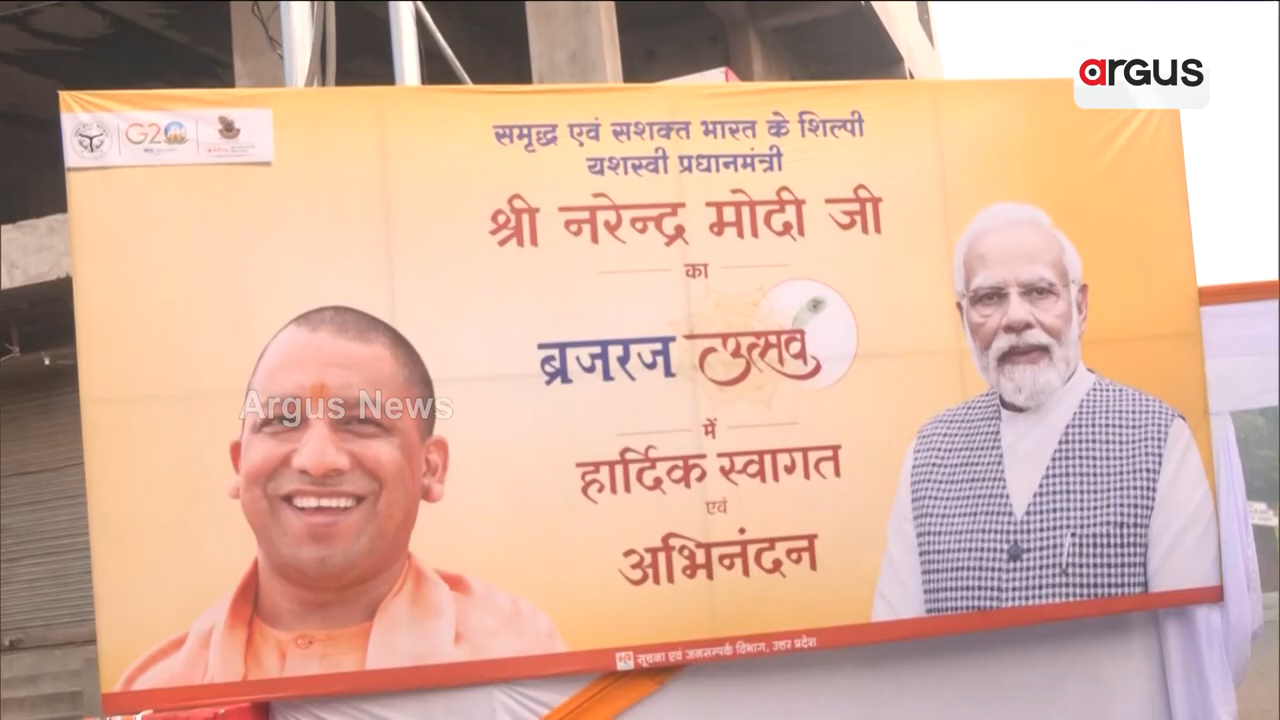 argus
G20
समृद्ध एवं सशक्त भारत के शिल्पी
यशस्वी प्रधानमंत्री
श्री नरेन्द्र मोदी जी
का
ब्रजरज उत्सव
में
हार्दिक स्वागत
एवं
अभिनंदन
Argus News
सूचना एवं जनसम्पर्क विभाग, उत्तर प्रदेश